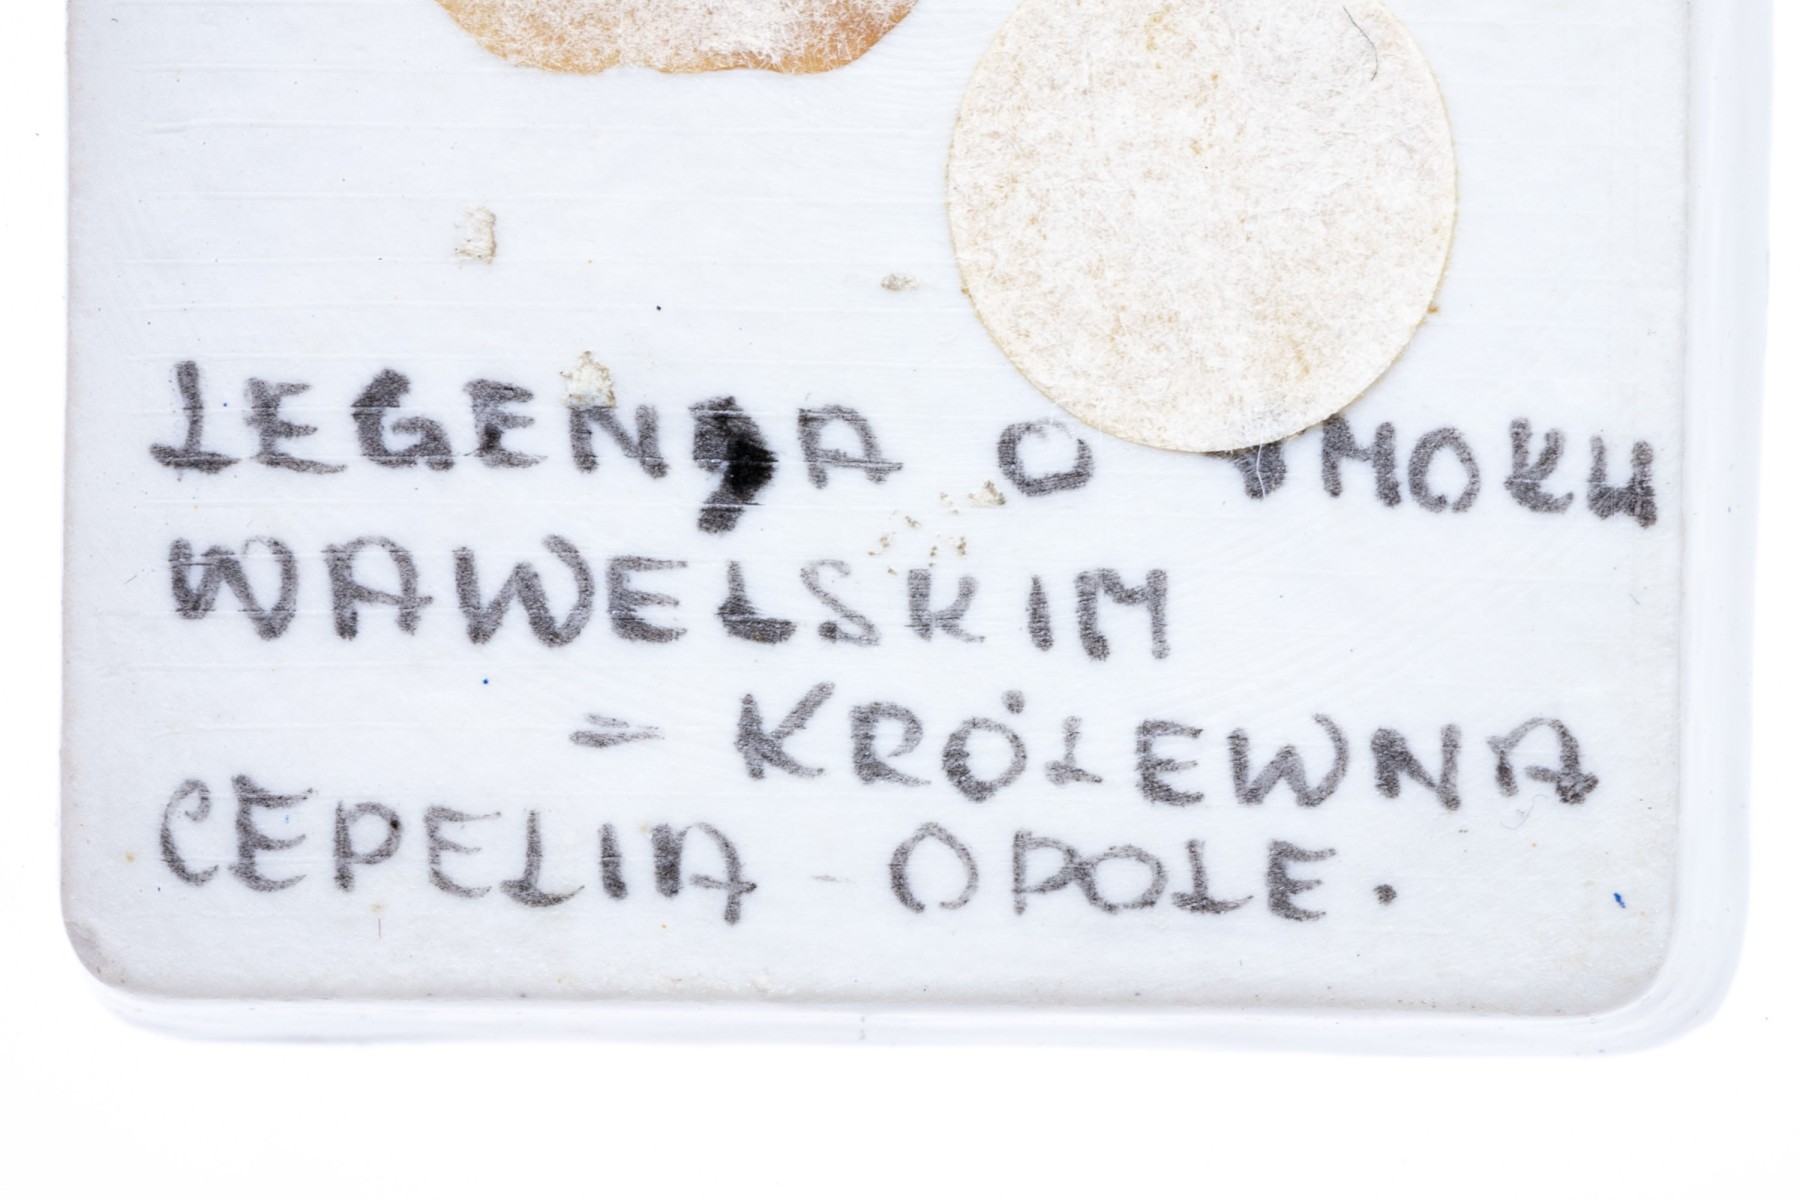 LEGENDA O SMOKU
WAWELSKIM
- KRÓLEWNA
CEPELIA - OPOLE.